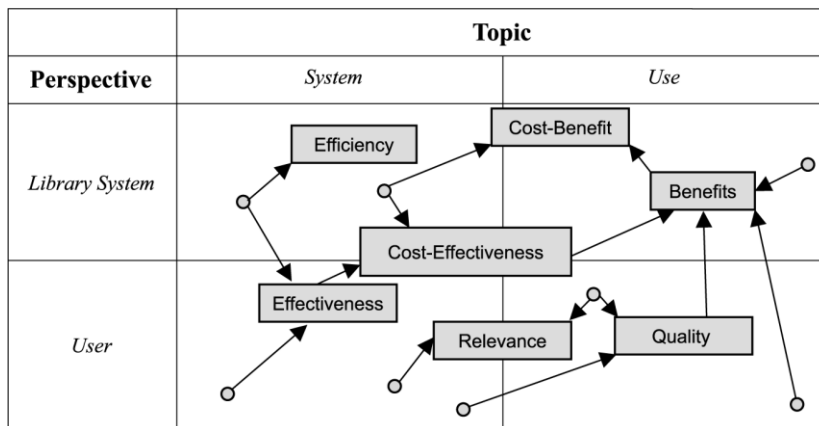 Topic
Perspective
System
Use
Library System
Efficiency
Cost-Benefit
Benefits
Cost-Effectiveness
User
Effectiveness
Relevance
Quality